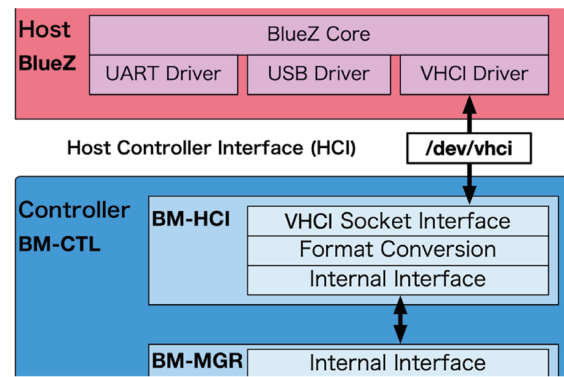 Host
BlueZ
BlueZ Core
UART Driver
USB Driver
VHCI Driver
Host Controller Interface (HCI)
/dev/vhci
Controller
BM-CTL
BM-HCI
VHCI Socket Interface
Format Conversion
Internal Interface
BM-MGR
Internal Interface